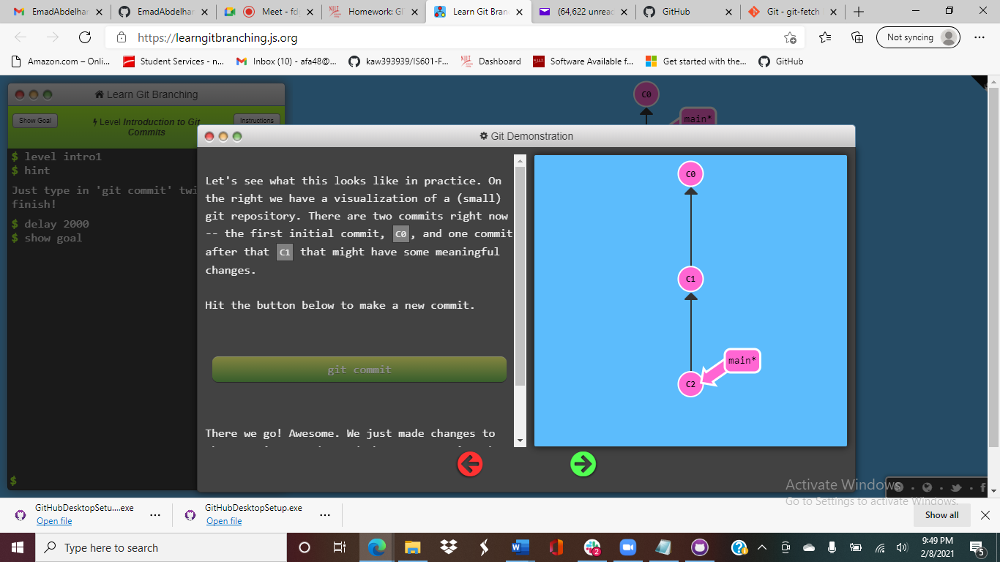 EmadAbdelhar
EmadAbdelhar
Meet - fd
Homework: Gi
Learn Git Bran
(64,622 unrea
GitHub
Git - git-fetch
https://learngitbranching.js.org
Not syncing
Amazon.com – Onli...
Student Services - n...
Inbox (10) - afa48@...
kaw393939/IS601-F...
Dashboard
Software Available f...
Get started with the...
GitHub
Learn Git Branching
Show Goal
Level Introduction to Git
Commits
Instructions
$ level intro1
$ hint
Just type in 'git commit' twi
finish!
$ delay 2000
$ show goal
$
C0
main*
Git Demonstration
Let's see what this looks like in practice. On
the right we have a visualization of a (small)
git repository. There are two commits right now
-- the first initial commit, C0, and one commit
after that C1 that might have some meaningful
changes.
Hit the button below to make a new commit.
git commit
There we go! Awesome. We just made changes to
C0
C1
main*
C2
Activate Windows
Go to Settings to activate Windows.
GitHubDesktopSetu....exe
Open file
GitHubDesktopSetup.exe
Open file
Show all
Type here to search
2
9:49 PM
2/8/2021
5